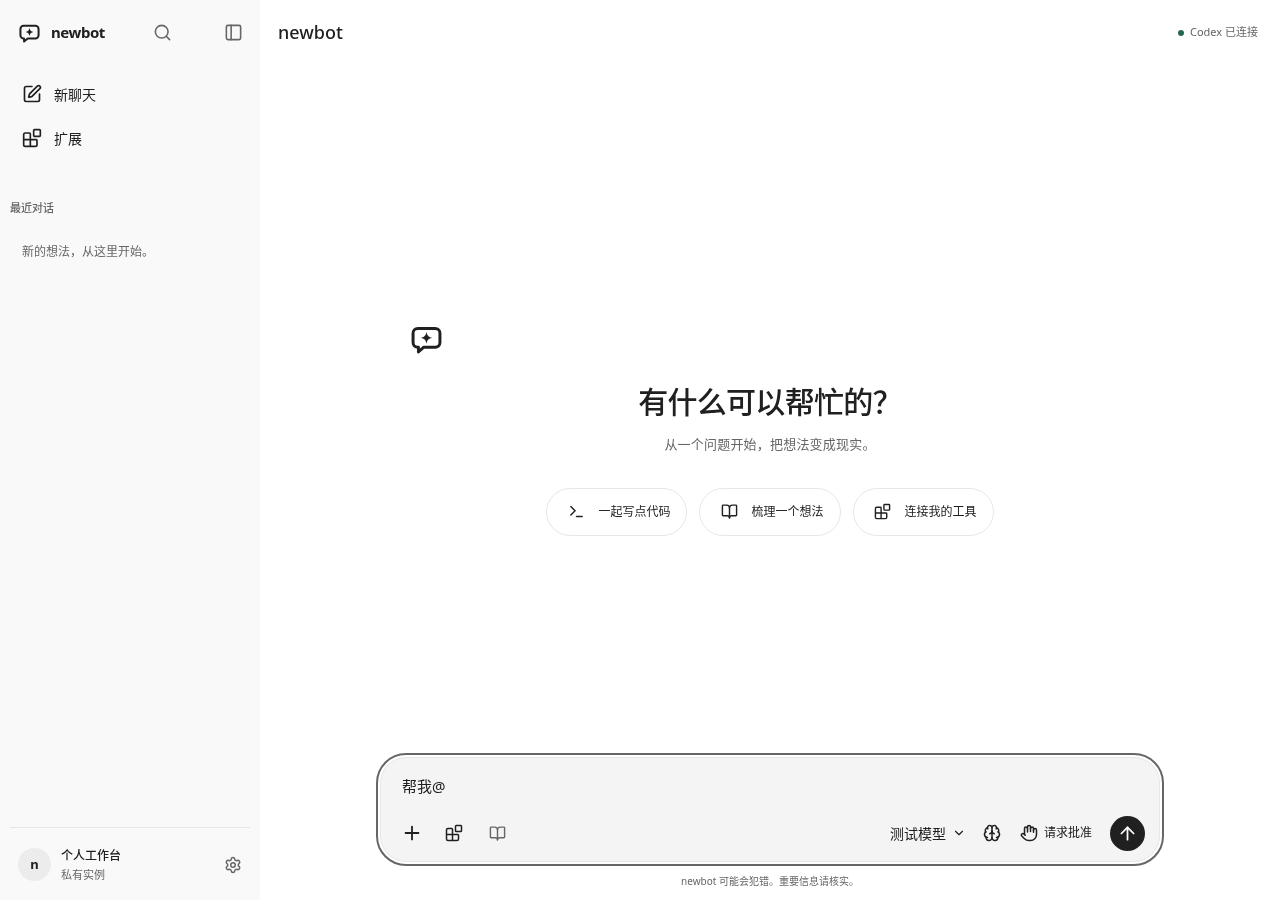 newbot
新聊天
扩展
最近对话
新的想法，从这里开始。
n
个人工作台
私有实例
newbot
Codex 已连接
有什么可以帮忙的？
从一个问题开始，把想法变成现实。
一起写点代码
梳理一个想法
连接我的工具
帮我@
测试模型
请求批准
newbot 可能会犯错。重要信息请核实。